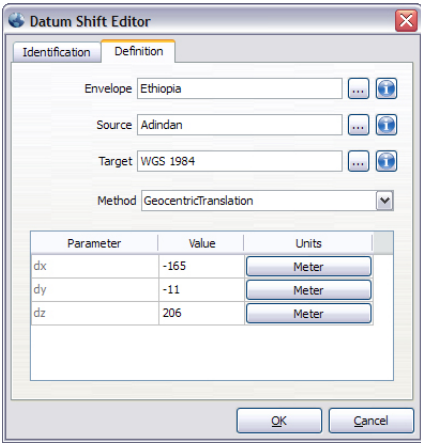 Datum Shift Editor
Identification Definition
Envelope Ethiopia ...
Source Adindan ...
Target WGS 1984 ...
Method GeocentricTranslation
Parameter Value Units
dx -165 Meter
dy -11 Meter
dz 206 Meter
OK Cancel